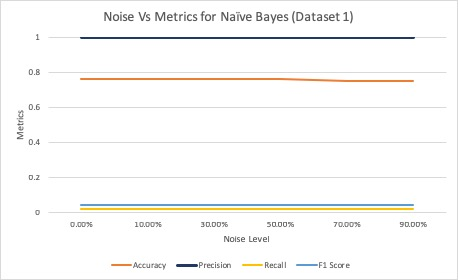 Noise Vs Metrics for Naïve Bayes (Dataset 1)
1
0.8
0.6
0.4
0.2
0
Metrics
0.00% 10.00% 30.00% 50.00% 70.00% 90.00%
Noise Level
Accuracy Precision Recall F1 Score